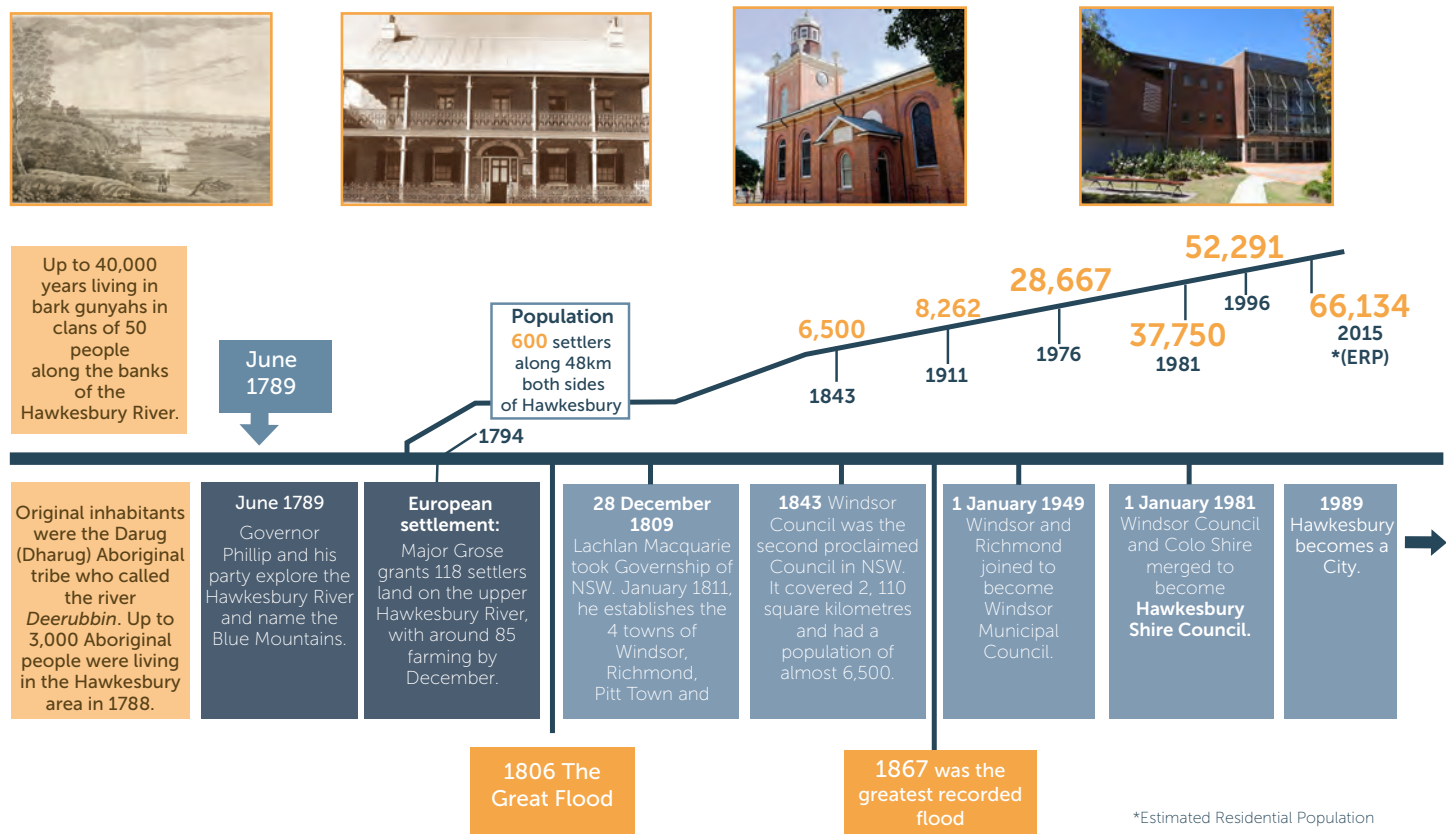 Up to 40,000
years living in
bark gunyahs in
clans of 50
people
along the banks
of the
Hawkesbury River.
June
1789
Population
600 settlers
along 48km
both sides
of Hawkesbury
1794
6,500
1843
8,262
1911
28,667
1976
37,750
1981
52,291
1996
66,134
2015
*(ERP)
Original inhabitants
were the Darug
(Dharug) Aboriginal
tribe who called
the river
Deerubbin. Up to
3,000 Aboriginal
people were living
in the Hawkesbury
area in 1788.
June 1789
Governor
Phillip and his
party explore the
Hawkesbury River
and name the
Blue Mountains.
European
settlement:
Major Grose
grants 118 settlers
land on the upper
Hawkesbury River,
with around 85
farming by
December.
28 December
1809
Lachlan Macquarie
took Governship of
NSW. January 1811,
he establishes the
4 towns of
Windsor,
Richmond,
Pitt Town and
1843 Windsor
Council was the
second proclaimed
Council in NSW.
It covered 2, 110
square kilometres
and had a
population of
almost 6,500.
1 January 1949
Windsor and
Richmond
joined to
become
Windsor
Municipal
Council.
1 January 1981
Windsor Council
and Colo Shire
merged to
become
Hawkesbury
Shire Council.
1989
Hawkesbury
becomes a
City.
1806 The
Great Flood
1867 was the
greatest recorded
flood
*Estimated Residential Population